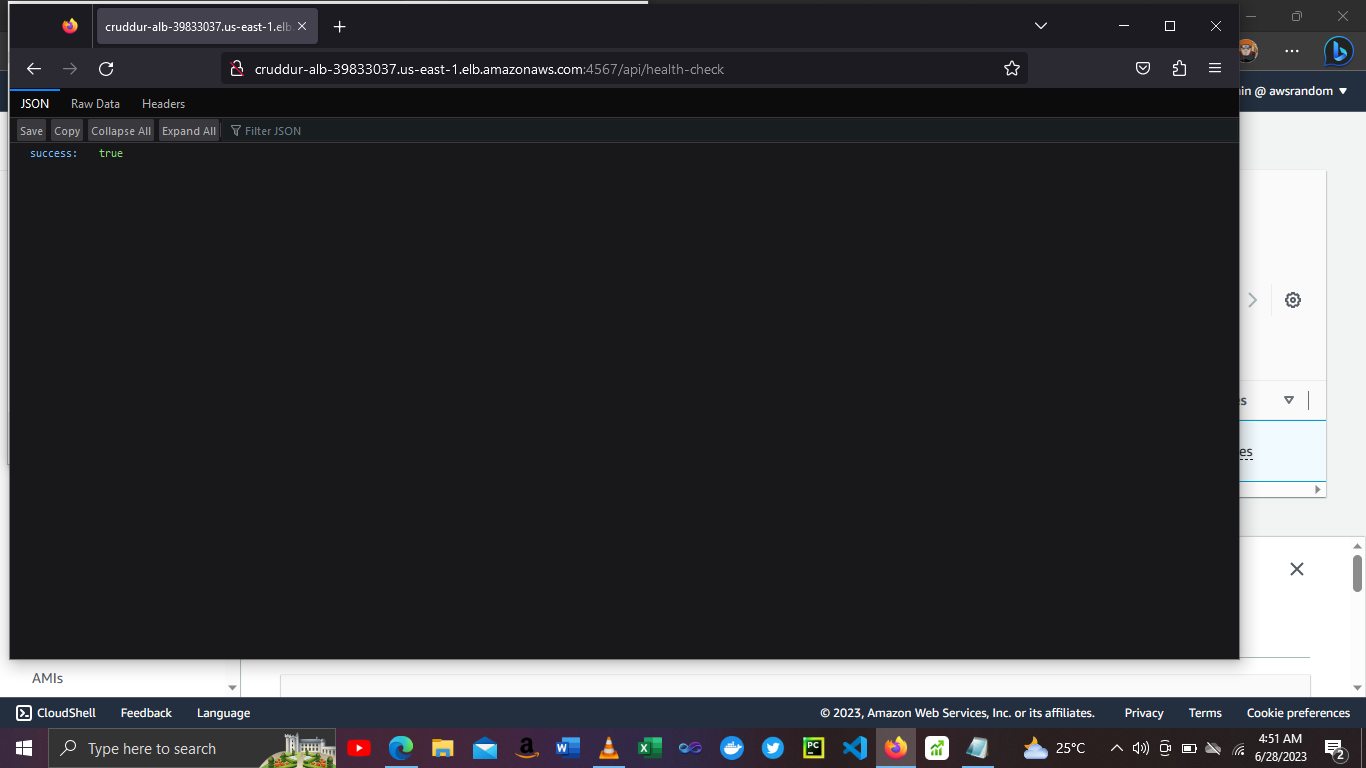 cruddur-alb-39833037.us-east-1.elb
cruddur-alb-39833037.us-east-1.elb.amazonaws.com:4567/api/health-check
in @ awsrandom
JSON Raw Data Headers
Save Copy Collapse All Expand All Filter JSON
success: true
s
es
AMIs
CloudShell Feedback Language © 2023, Amazon Web Services, Inc. or its affiliates. Privacy Terms Cookie preferences
Type here to search 25°C 4:51 AM
6/28/2023 2